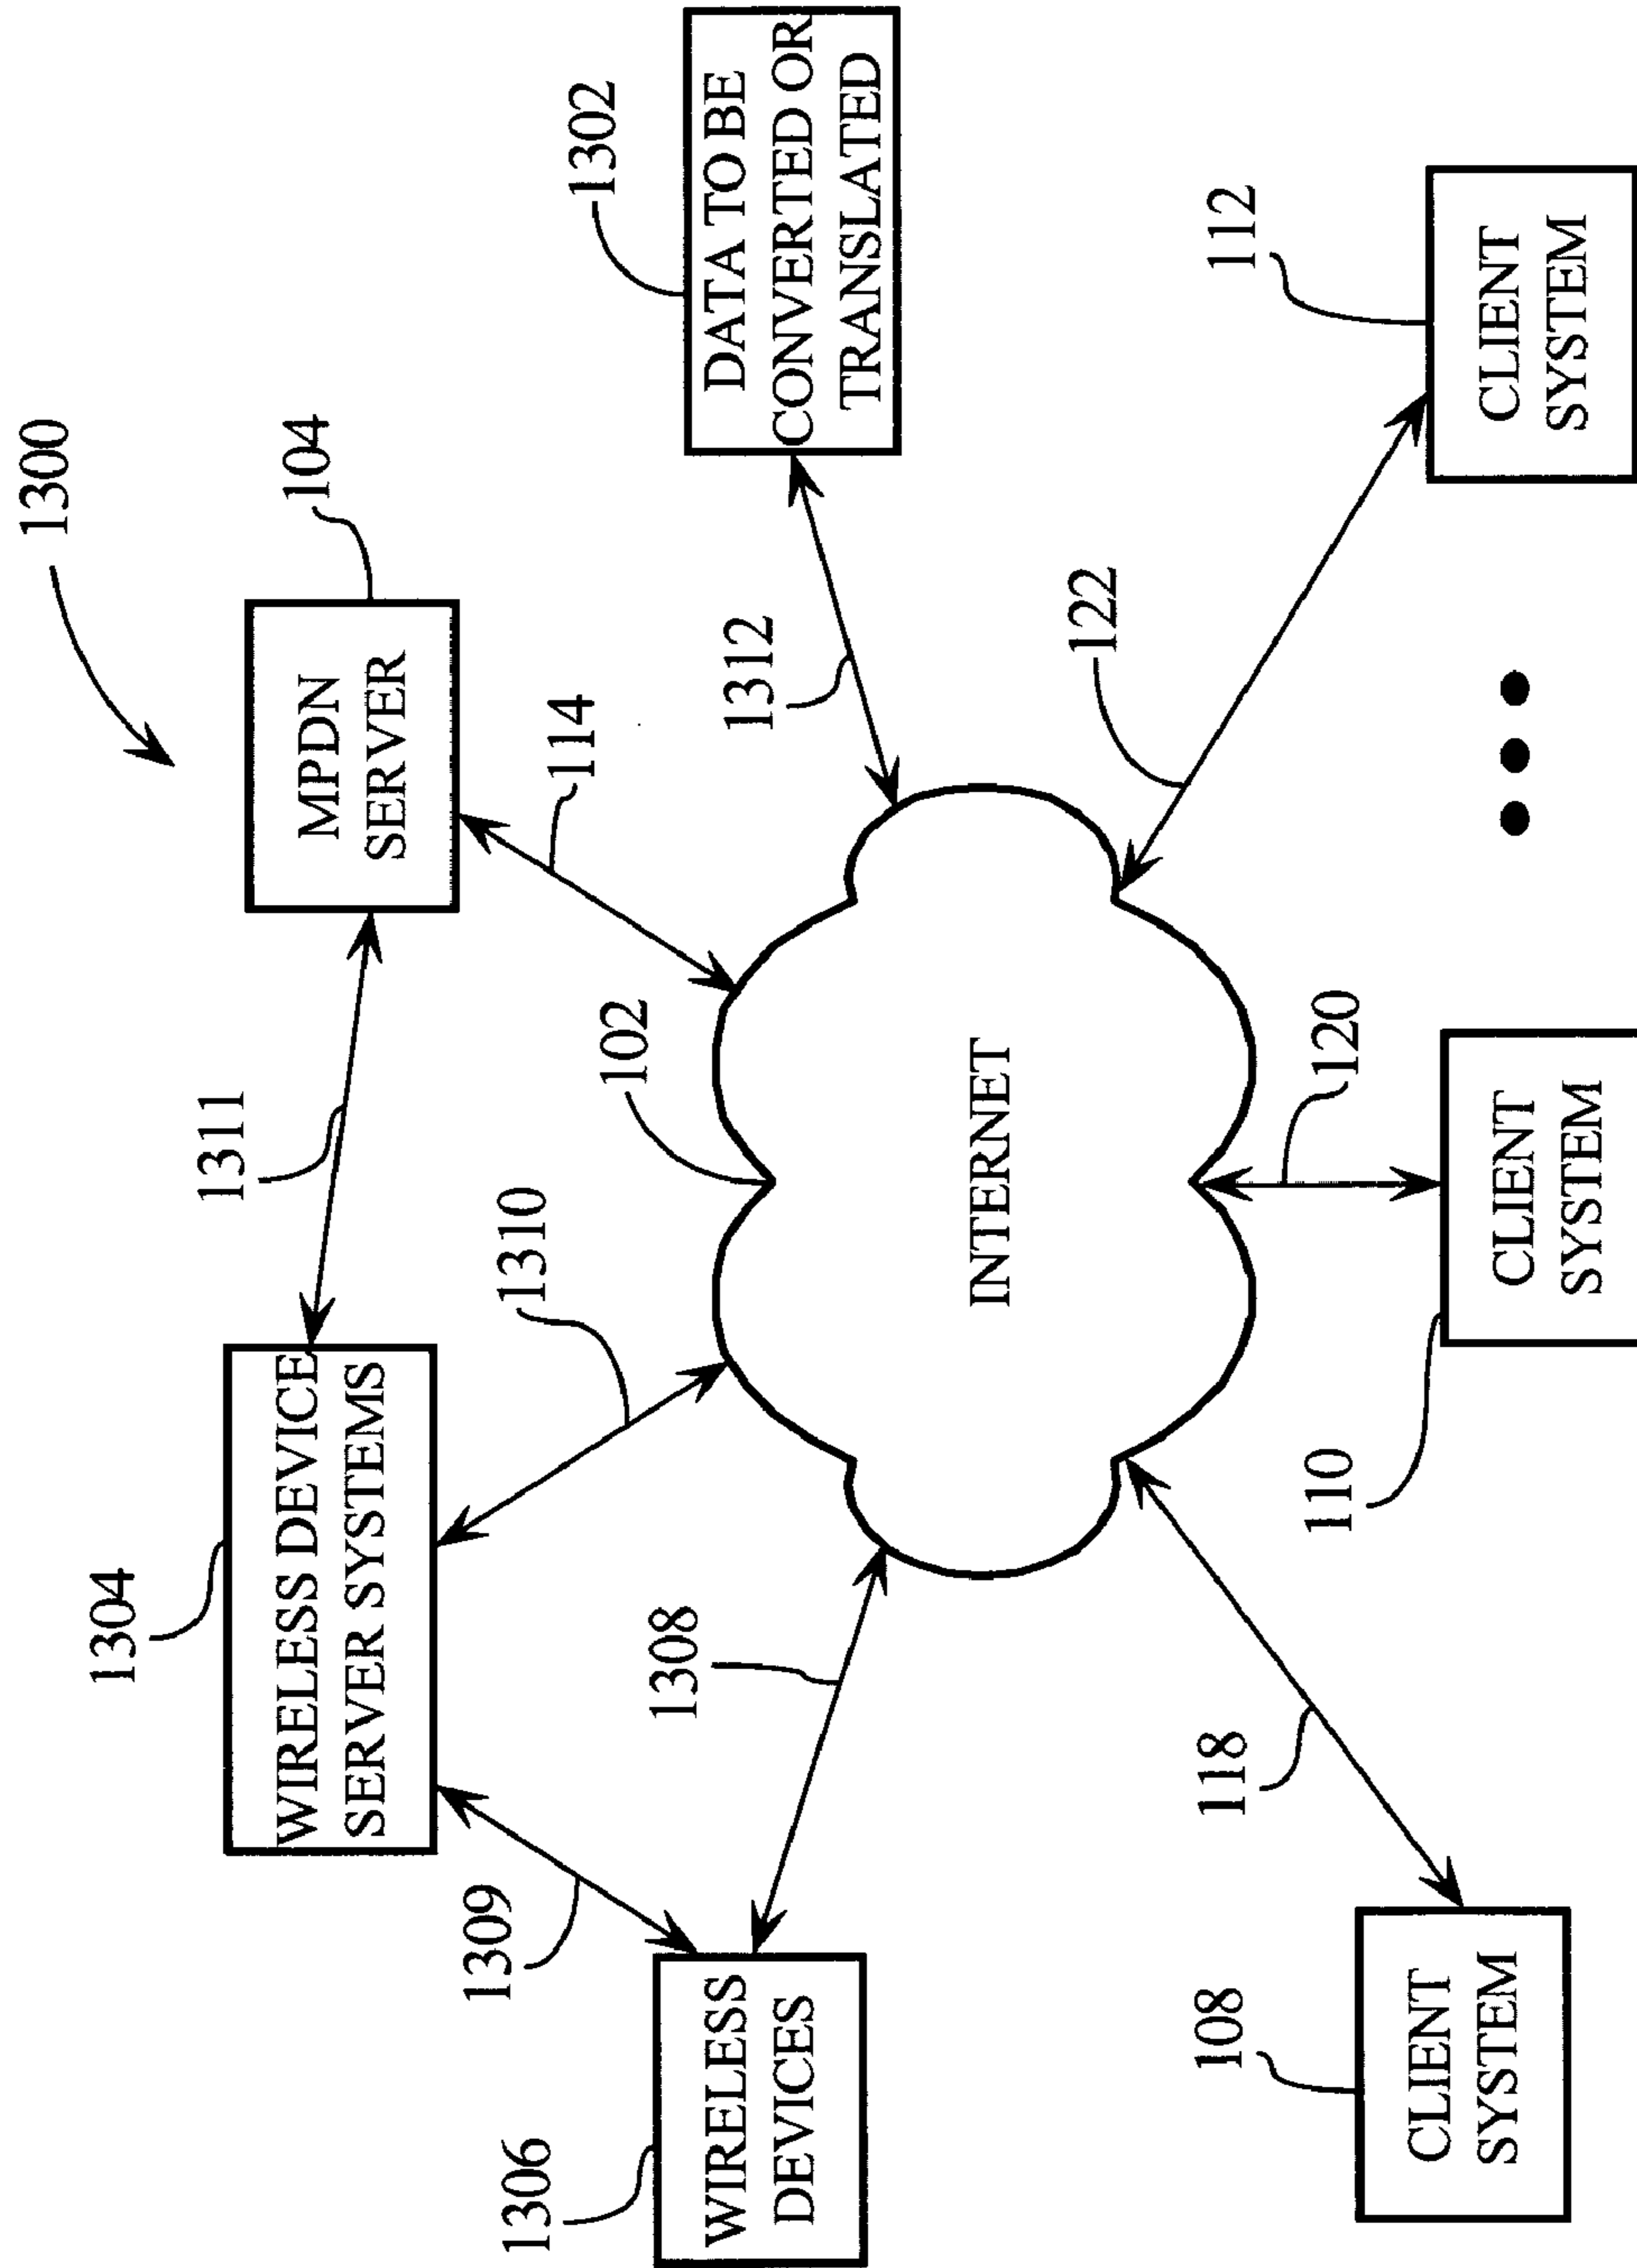 1300
1304
WIRELESS DEVICE
SERVER SYSTEMS
1311
MPDN
SERVER
104
1306
WIRELESS
DEVICES
1309
1308
1310
102
114
1312
1302
DATA TO BE
CONVERTED OR
TRANSLATED
INTERNET
108
CLIENT
SYSTEM
118
110
CLIENT
SYSTEM
120
122
112
CLIENT
SYSTEM